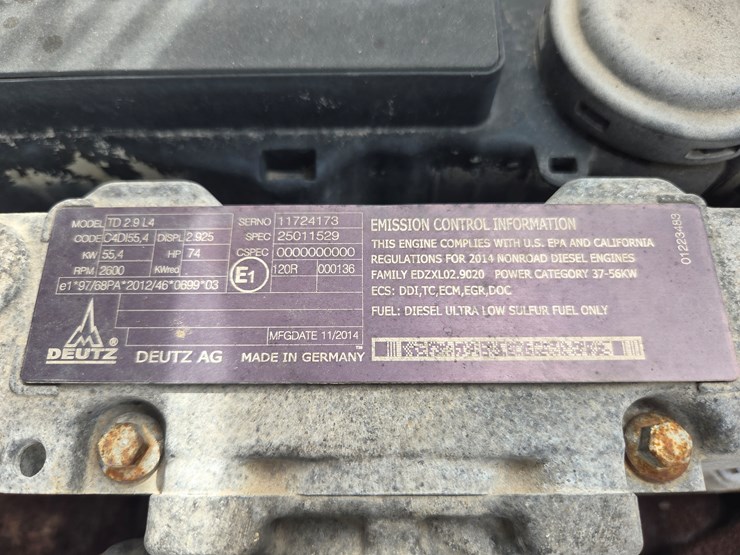 MODEL TD 2.9 L4 SERNO 11724173
CODE C4DI55,4 DISPL 2.925 SPEC 25011529
KW 55,4 HP 74 CSPEC 0000000000
RPM 2600 KWred E1 120R 000136
e1*97/68PA*2012/46*0699*03
MFGDATE 11/2014
DEUTZ ® DEUTZ AG MADE IN GERMANY
EMISSION CONTROL INFORMATION
THIS ENGINE COMPLIES WITH U.S. EPA AND CALIFORNIA
REGULATIONS FOR 2014 NONROAD DIESEL ENGINES
FAMILY EDZXL02.9020 POWER CATEGORY 37-56KW
ECS: DDI,TC,ECM,EGR,DOC
FUEL: DIESEL ULTRA LOW SULFUR FUEL ONLY
01223483